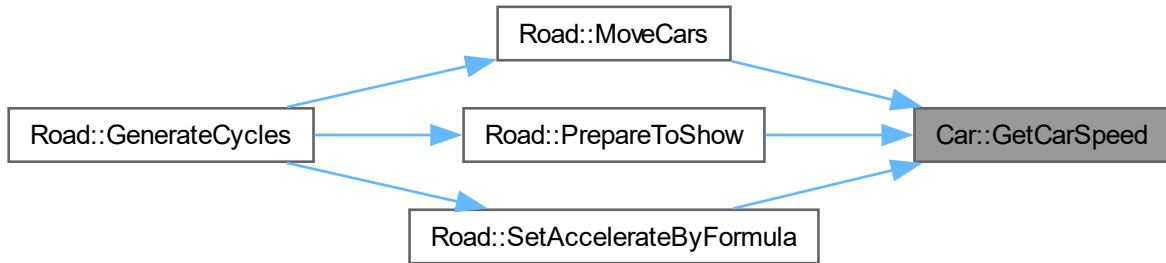 Road::MoveCars
Road::GenerateCycles
Road::PrepareToShow
Car::GetCarSpeed
Road::SetAccelerateByFormula